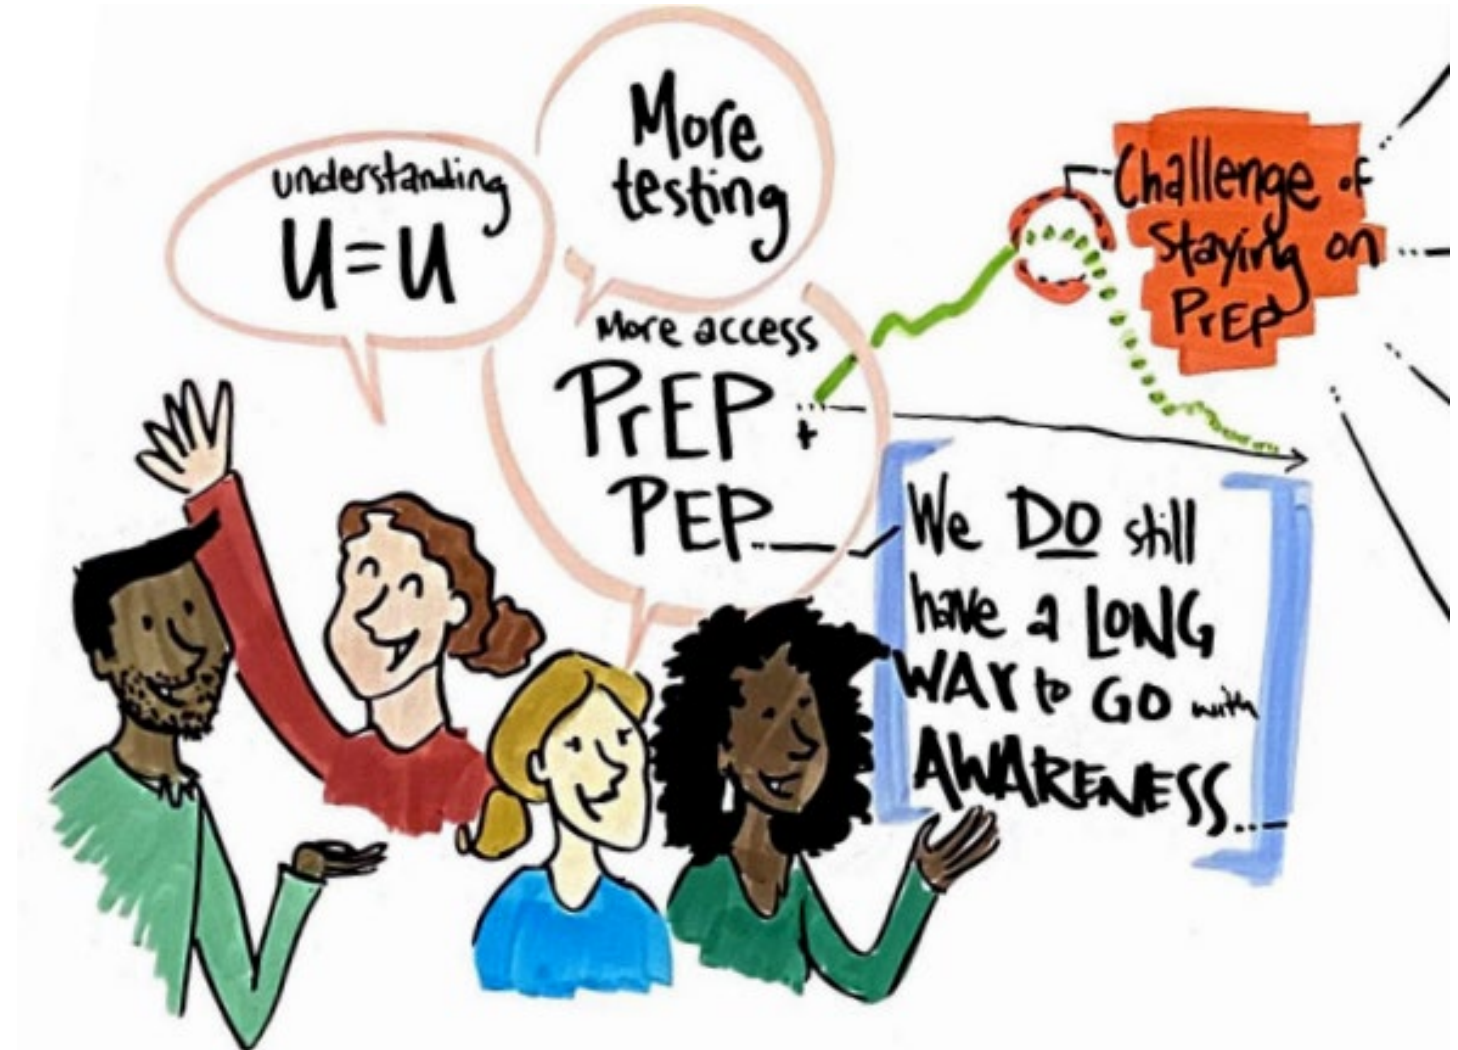 understanding
U=U
More
testing
More access
PrEP
+
PEP
Challenge of
Staying on
PrEP
We DO still
have a LONG
WAY to GO with
AWARENESS...